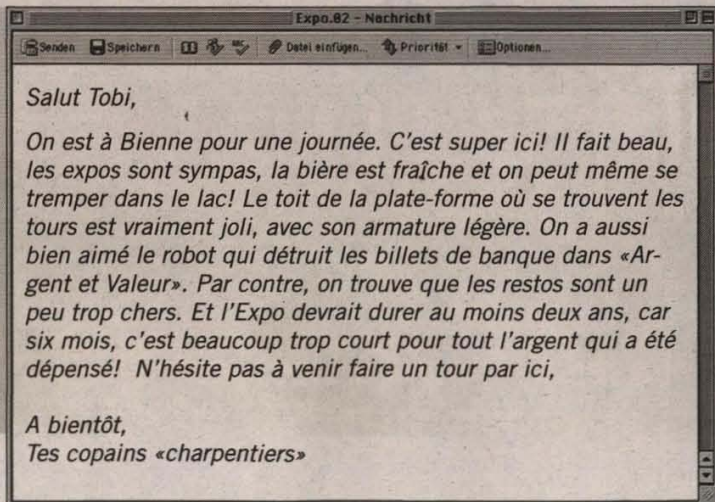 Expo.02 - Nachricht
Senden Speichern Datei einfügen... Priorität Optionen...
Salut Tobi,
On est à Bienne pour une journée. C'est super ici! Il fait beau,
les expos sont sympas, la bière est fraîche et on peut même se
tremper dans le lac! Le toit de la plate-forme où se trouvent les
tours est vraiment joli, avec son armature légère. On a aussi
bien aimé le robot qui détruit les billets de banque dans «Ar-
gent et Valeur». Par contre, on trouve que les restos sont un
peu trop chers. Et l'Expo devrait durer au moins deux ans, car
six mois, c'est beaucoup trop court pour tout l'argent qui a été
dépensé! N'hésite pas à venir faire un tour par ici,
A bientôt,
Tes copains «charpentiers»